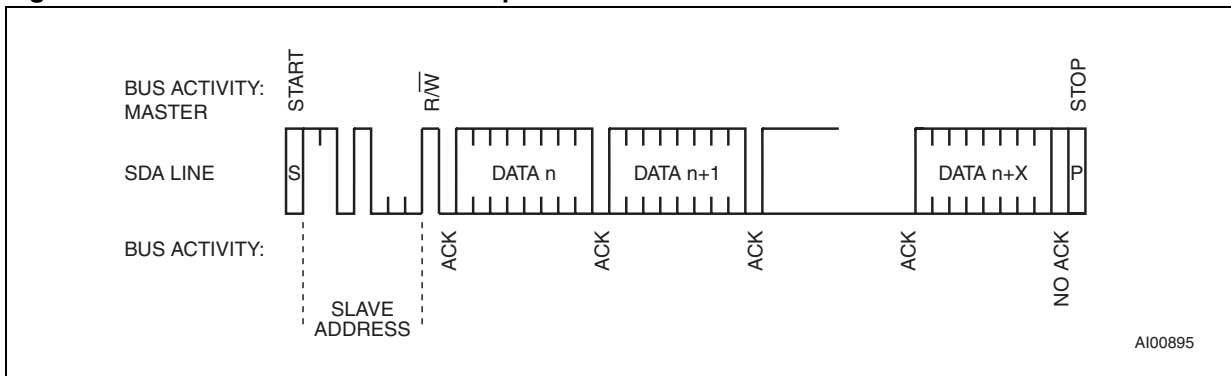 BUS ACTIVITY:
MASTER
START
R/W
STOP
SDA LINE
S
DATA n
DATA n+1
DATA n+X
P
BUS ACTIVITY:
ACK
ACK
ACK
ACK
NO ACK
SLAVE
ADDRESS
AI00895